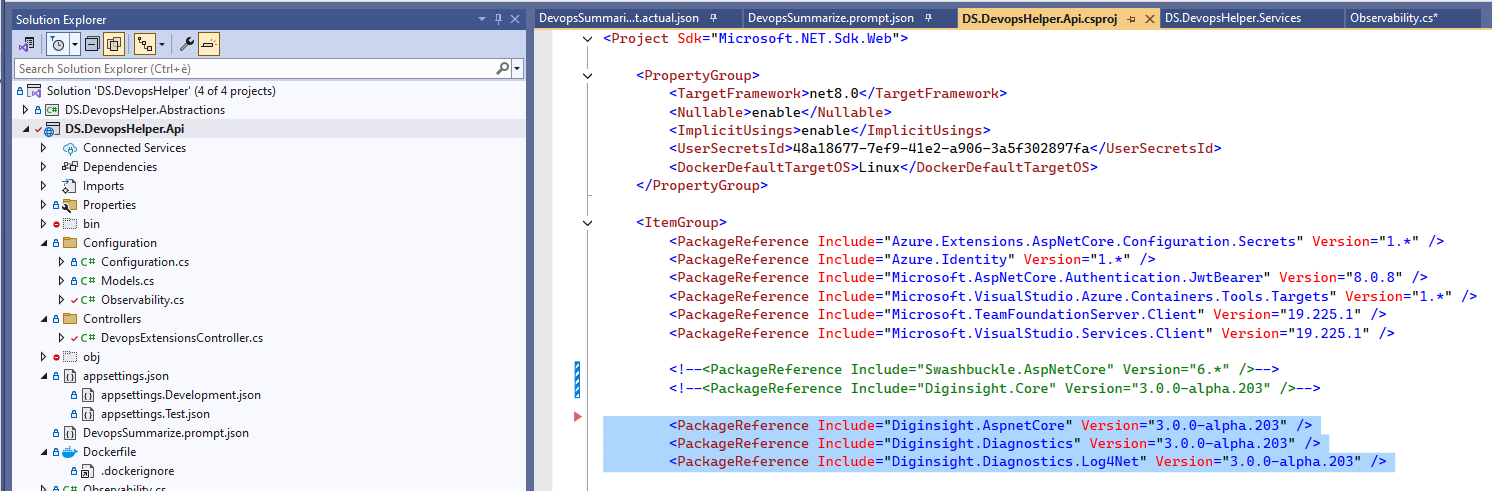 Solution Explorer
Search Solution Explorer (Ctrl+è)
Solution 'DS.DevopsHelper' (4 of 4 projects)
DS.DevopsHelper.Abstractions
DS.DevopsHelper.Api
Connected Services
Dependencies
Imports
Properties
bin
Configuration
C# Configuration.cs
C# Models.cs
C# Observability.cs
Controllers
C# DevopsExtensionsController.cs
obj
appsettings.json
appsettings.Development.json
appsettings.Test.json
DevopsSummarize.prompt.json
Dockerfile
.dockerignore
C# Observability.cs
DevopsSummari...t.actual.json
DevopsSummarize.prompt.json
DS.DevopsHelper.Api.csproj
DS.DevopsHelper.Services
Observability.cs*
<Project Sdk="Microsoft.NET.Sdk.Web">
<PropertyGroup>
<TargetFramework>net8.0</TargetFramework>
<Nullable>enable</Nullable>
<ImplicitUsings>enable</ImplicitUsings>
<UserSecretsId>48a18677-7ef9-41e2-a906-3a5f302897fa</UserSecretsId>
<DockerDefaultTargetOS>Linux</DockerDefaultTargetOS>
</PropertyGroup>
<ItemGroup>
<PackageReference Include="Azure.Extensions.AspNetCore.Configuration.Secrets" Version="1.*" />
<PackageReference Include="Azure.Identity" Version="1.*" />
<PackageReference Include="Microsoft.AspNetCore.Authentication.JwtBearer" Version="8.0.8" />
<PackageReference Include="Microsoft.VisualStudio.Azure.Containers.Tools.Targets" Version="1.*" />
<PackageReference Include="Microsoft.TeamFoundationServer.Client" Version="19.225.1" />
<PackageReference Include="Microsoft.VisualStudio.Services.Client" Version="19.225.1" />
<!--<PackageReference Include="Swashbuckle.AspNetCore" Version="6.*" />-->
<!--<PackageReference Include="Diginsight.Core" Version="3.0.0-alpha.203" />-->
<PackageReference Include="Diginsight.AspnetCore" Version="3.0.0-alpha.203" />
<PackageReference Include="Diginsight.Diagnostics" Version="3.0.0-alpha.203" />
<PackageReference Include="Diginsight.Diagnostics.Log4Net" Version="3.0.0-alpha.203" />